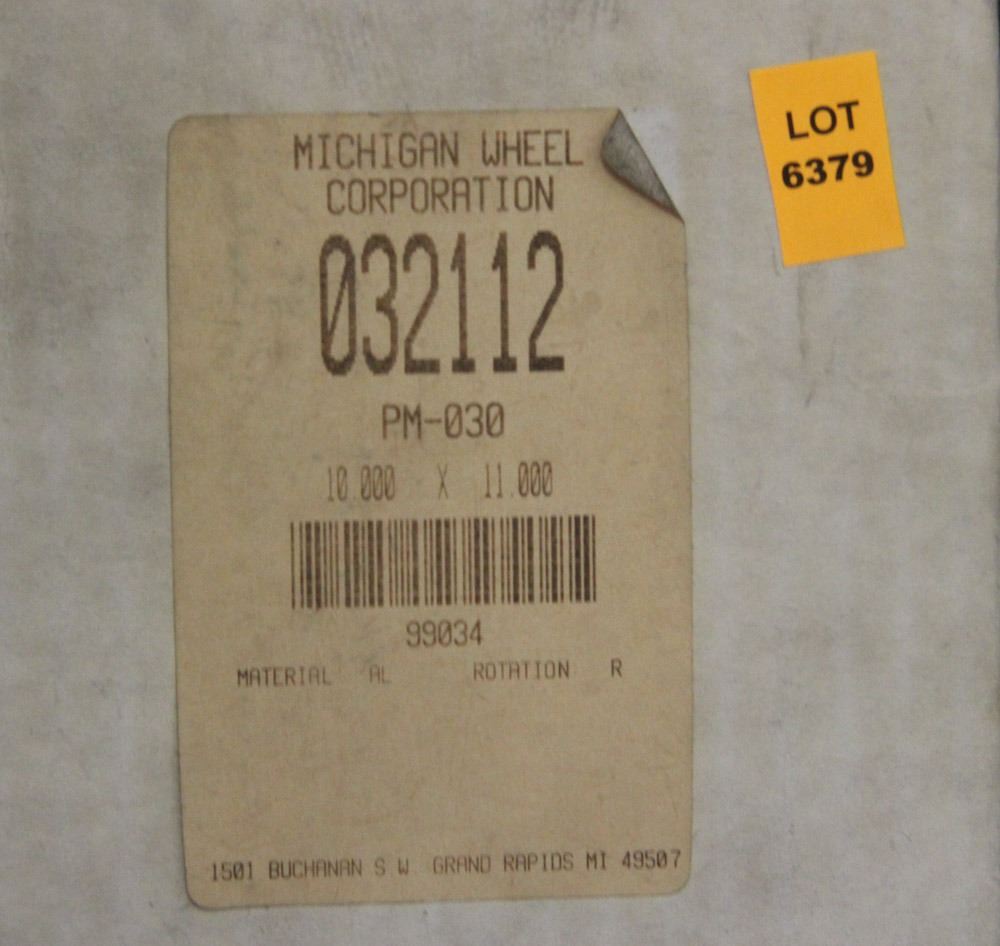 MICHIGAN WHEEL
CORPORATION
032112
PM-030
10.000 X 11.000
99034
MATERIAL AL ROTATION R
1501 BUCHANAN S W GRAND RAPIDS MI 49507
LOT
6379